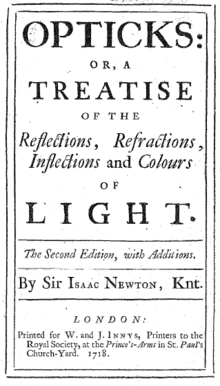 OPTICKS:
OR, A
TREATISE
OF THE
Reflections, Refractions,
Inflections and Colours
OF
LIGHT.
The Second Edition, with Additions.
By Sir ISAAC NEWTON, Knt.
LONDON:
Printed for W. and J. INNYS, Printers to the
Royal Society, at the Prince's-Arms in St. Paul's
Church-Yard. 1718.